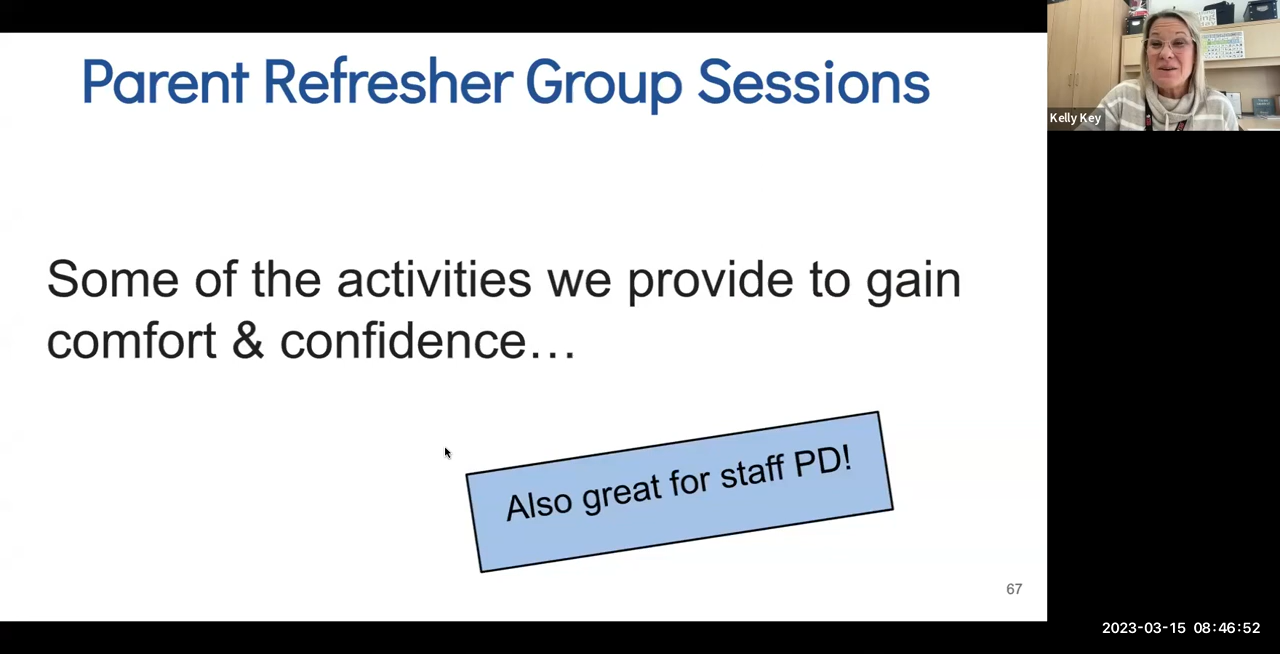 Parent Refresher Group Sessions
Kelly Key
Some of the activities we provide to gain
comfort & confidence…
Also great for staff PD!
67
2023-03-15 08:46:52